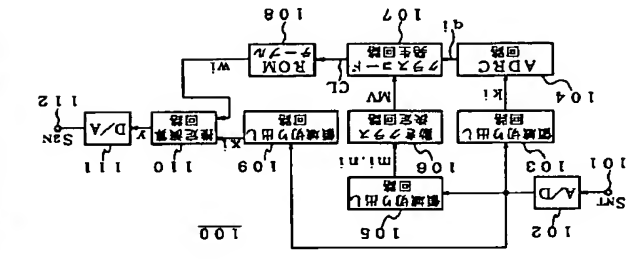 105
100
102
領域切り出し
回路
101
SNT
A/D
mi,ni
103
106
109
110
111
112
領域切り出し
回路
動きクラス
決定回路
領域切り出し
回路
xi
推定演算
回路
y
D/A
S2N
104
ki
MV
wi
ADRC
回路
qi
クラスコード
発生回路
CL
ROM
テーブル
107
108